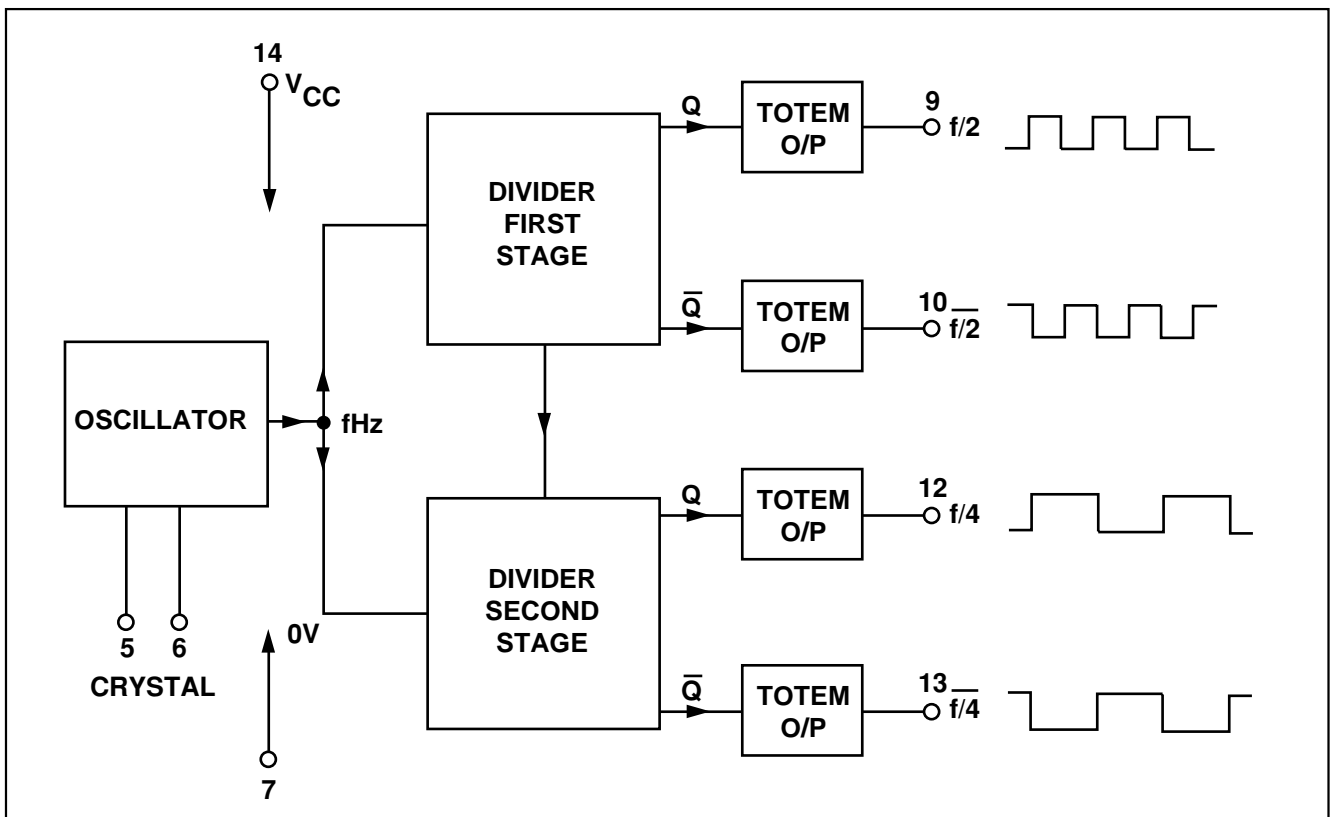 14
VCC
OSCILLATOR
fHz
5 6
CRYSTAL
0V
7
DIVIDER
FIRST
STAGE
Q
TOTEM
O/P
9
f/2
Q̅
TOTEM
O/P
10
f/2̅
DIVIDER
SECOND
STAGE
Q
TOTEM
O/P
12
f/4
Q̅
TOTEM
O/P
13
f/4̅